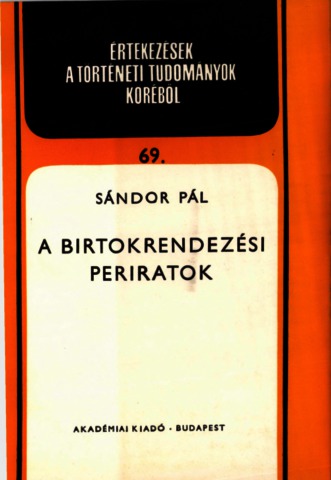 ÉRTEKEZÉSEK
A TÖRTÉNETI TUDOMÁNYOK
KÖRÉBŐL
69.
SÁNDOR PÁL
A BIRTOKRENDEZÉSI
PERIRATOK
AKADÉMIAI KIADÓ • BUDAPEST